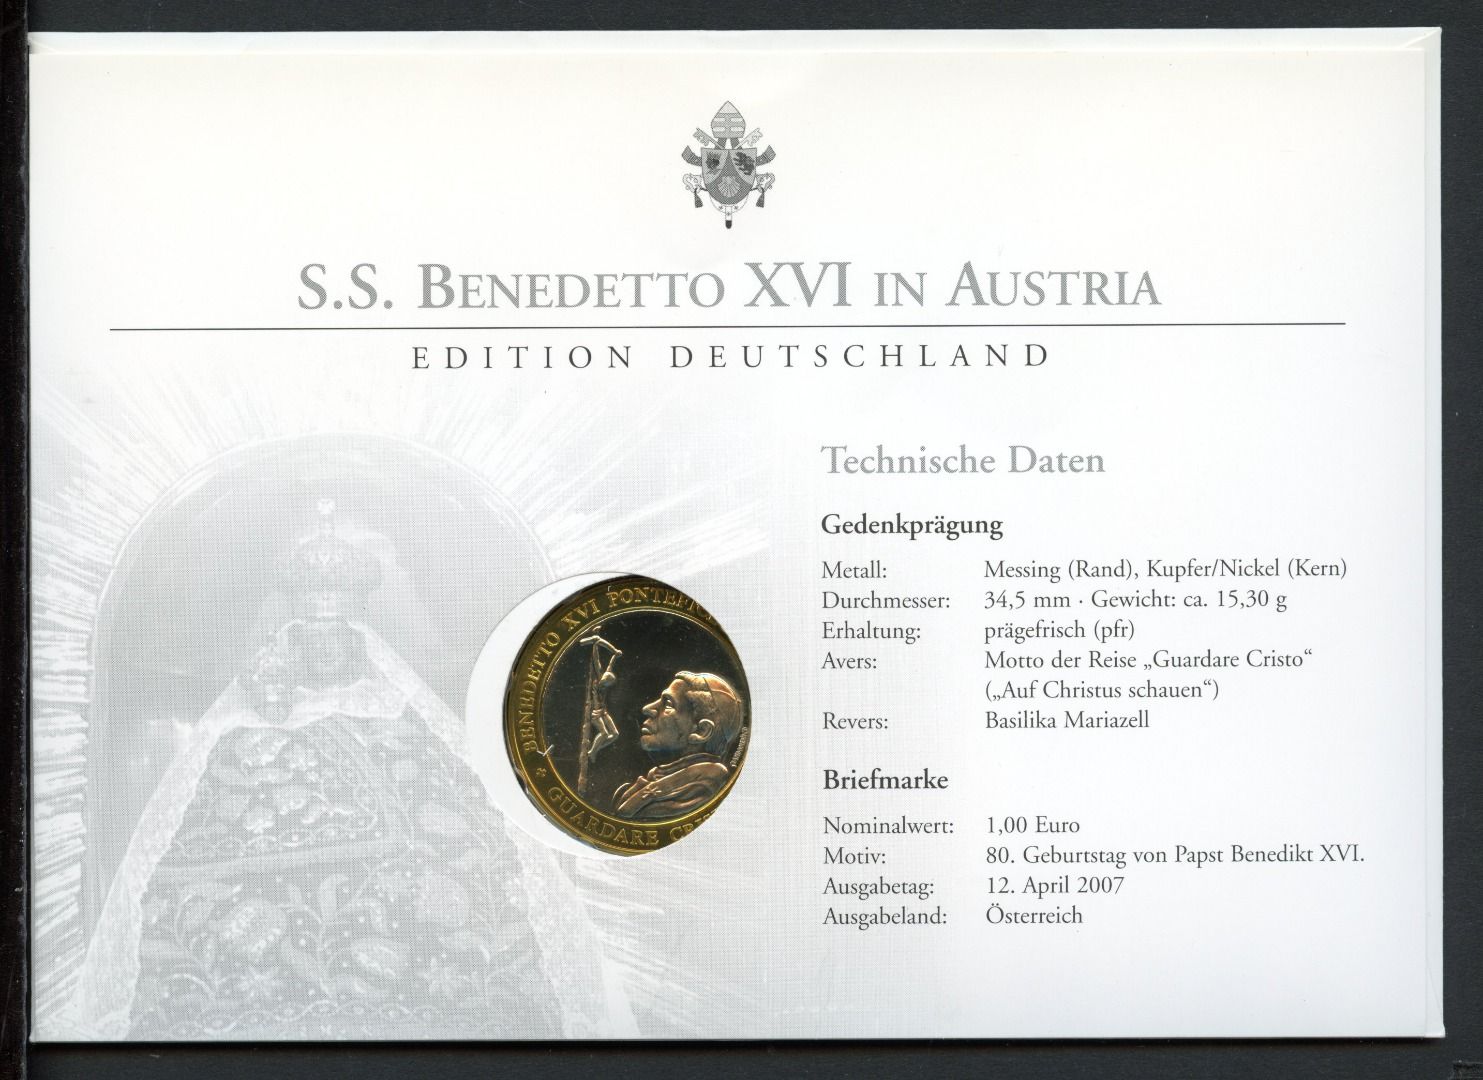 S.S. BENEDETTO XVI IN AUSTRIA
EDITION DEUTSCHLAND
Technische Daten
Gedenkprägung
Metall: Messing (Rand), Kupfer/Nickel (Kern)
Durchmesser: 34,5 mm · Gewicht: ca. 15,30 g
Erhaltung: prägefrisch (pfr)
Avers: Motto der Reise „Guardare Cristo“
(„Auf Christus schauen“)
Revers: Basilika Mariazell
Briefmarke
Nominalwert: 1,00 Euro
Motiv: 80. Geburtstag von Papst Benedikt XVI.
Ausgabetag: 12. April 2007
Ausgabeland: Österreich
BENEDETTO XVI
GUARDARE